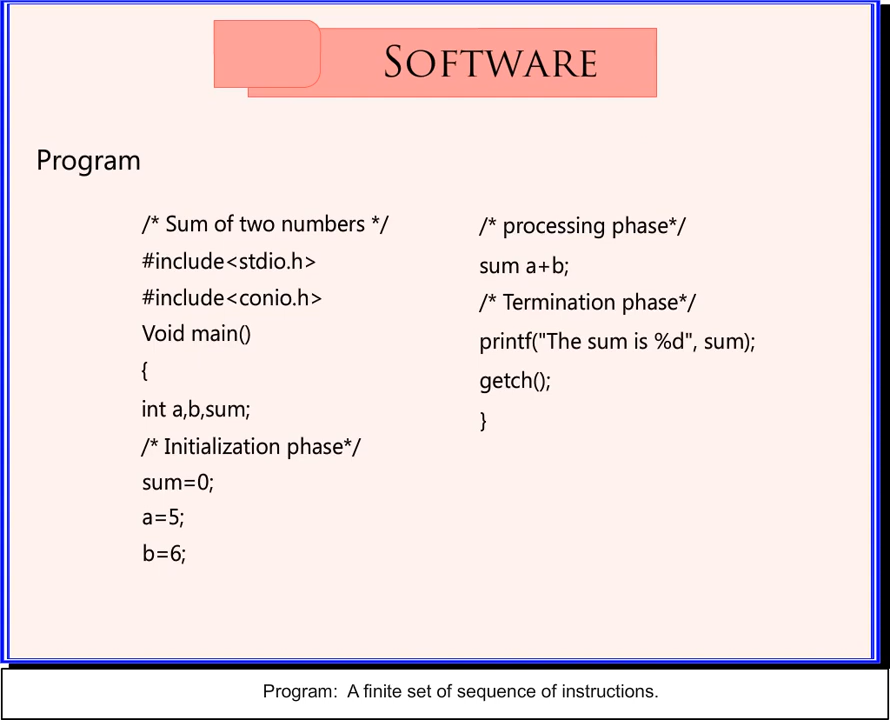 SOFTWARE
Program
/* Sum of two numbers */
#include<stdio.h>
#include<conio.h>
Void main()
{
int a,b,sum;
/* Initialization phase*/
sum=0;
a=5;
b=6;
/* processing phase*/
sum a+b;
/* Termination phase*/
printf("The sum is %d", sum);
getch();
}
Program:  A finite set of sequence of instructions.